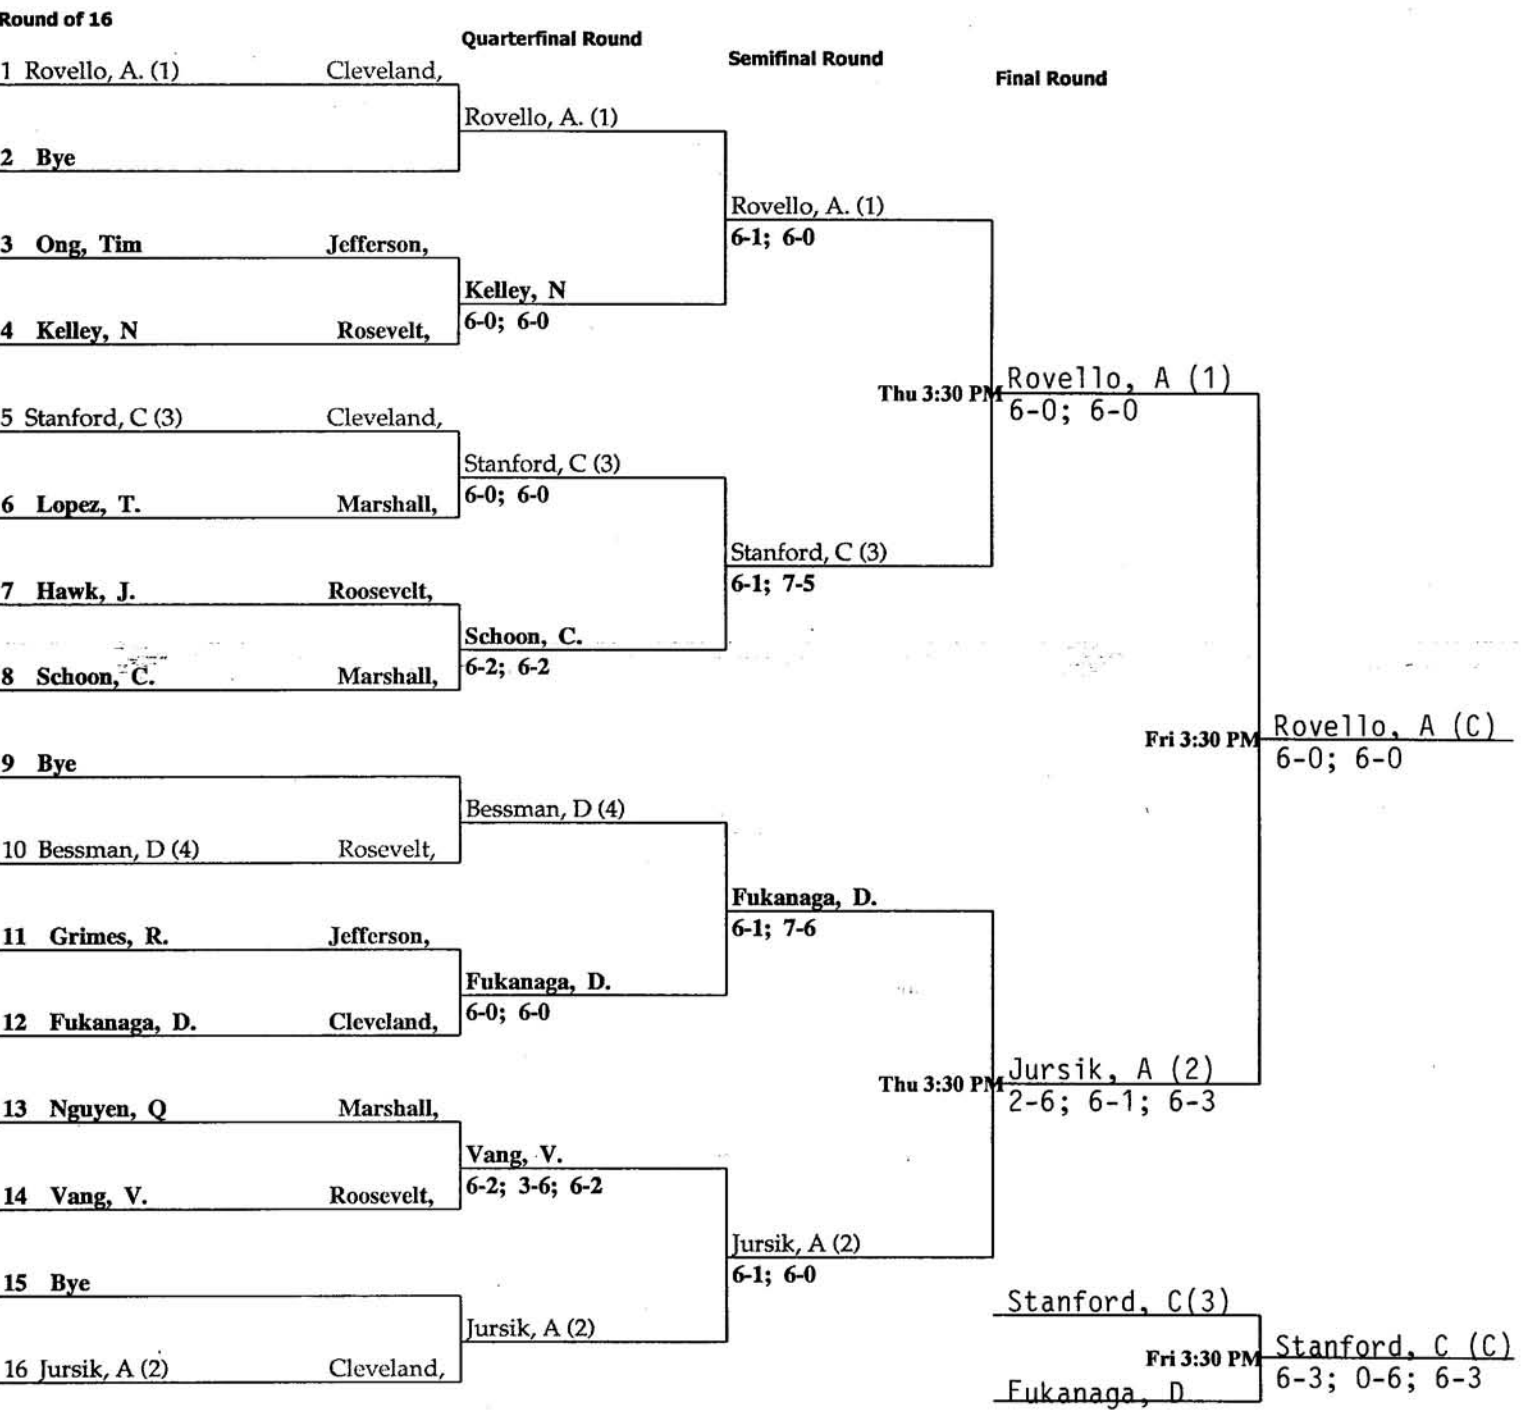 Round of 16
Quarterfinal Round
Semifinal Round
Final Round
1 Rovello, A. (1) Cleveland,
Rovello, A. (1)
2 Bye
Rovello, A. (1)
6-1; 6-0
3 Ong, Tim Jefferson,
Kelley, N
6-0; 6-0
4 Kelley, N Rosevelt,
Thu 3:30 PM Rovello, A (1)
6-0; 6-0
5 Stanford, C (3) Cleveland,
Stanford, C (3)
6-0; 6-0
6 Lopez, T. Marshall,
Stanford, C (3)
6-1; 7-5
7 Hawk, J. Roosevelt,
Schoon, C.
6-2; 6-2
8 Schoon, C. Marshall,
Fri 3:30 PM Rovello, A (C)
6-0; 6-0
9 Bye
Bessman, D (4)
10 Bessman, D (4) Rosevelt,
Fukanaga, D.
6-1; 7-6
11 Grimes, R. Jefferson,
Fukanaga, D.
6-0; 6-0
12 Fukanaga, D. Cleveland,
Thu 3:30 PM Jursik, A (2)
2-6; 6-1; 6-3
13 Nguyen, Q Marshall,
Vang, V.
6-2; 3-6; 6-2
14 Vang, V. Roosevelt,
Jursik, A (2)
6-1; 6-0
15 Bye
Jursik, A (2)
16 Jursik, A (2) Cleveland,
Stanford, C(3)
Fri 3:30 PM Stanford, C (C)
6-3; 0-6; 6-3
Fukanaga, D